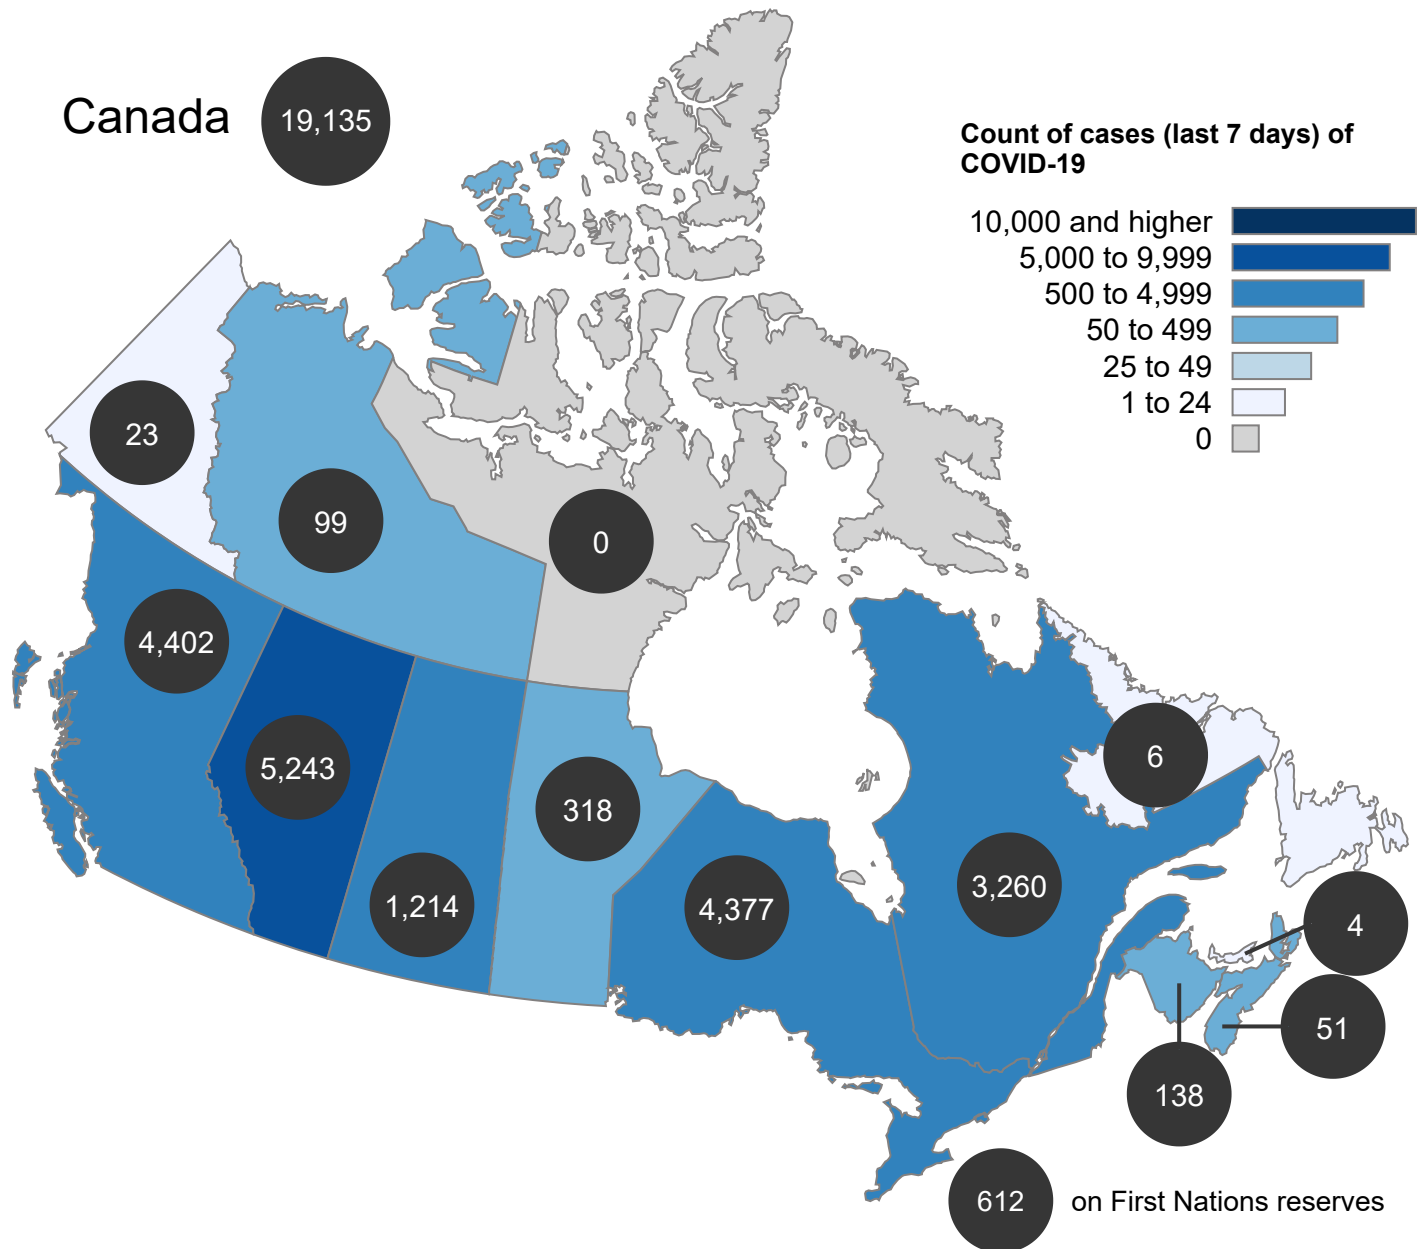 Canada
19,135
Count of cases (last 7 days) of
COVID-19
10,000 and higher
5,000 to 9,999
500 to 4,999
50 to 499
25 to 49
1 to 24
0
23
99
0
4,402
5,243
1,214
318
4,377
3,260
6
4
51
138
612
on First Nations reserves